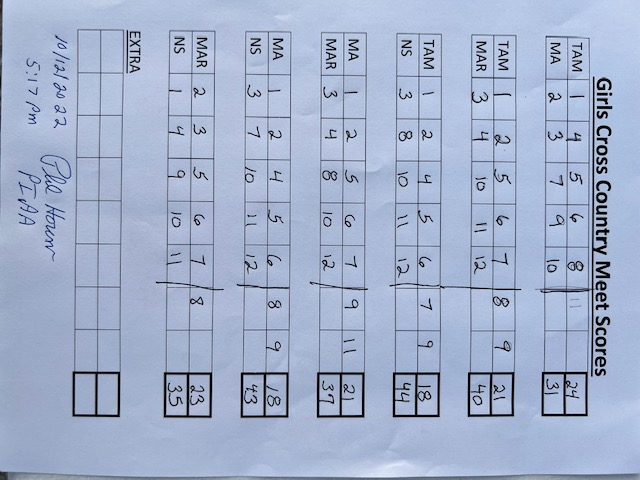 Girls Cross Country Meet Scores
TAM 1 4 5 6 8 11 24
MA 2 3 7 9 10 31
TAM 1 2 5 6 7 8 9 21
MAR 3 4 10 11 12 40
TAM 1 2 4 5 6 7 9 18
NS 3 8 10 11 12 44
MA 1 2 5 6 7 9 11 21
MAR 3 4 8 10 12 37
MA 1 2 4 5 6 8 9 18
NS 3 7 10 11 12 43
MAR 2 3 5 6 7 8 23
NS 1 4 9 10 11 35
EXTRA
10/12/2022
5:17 pm PIAA